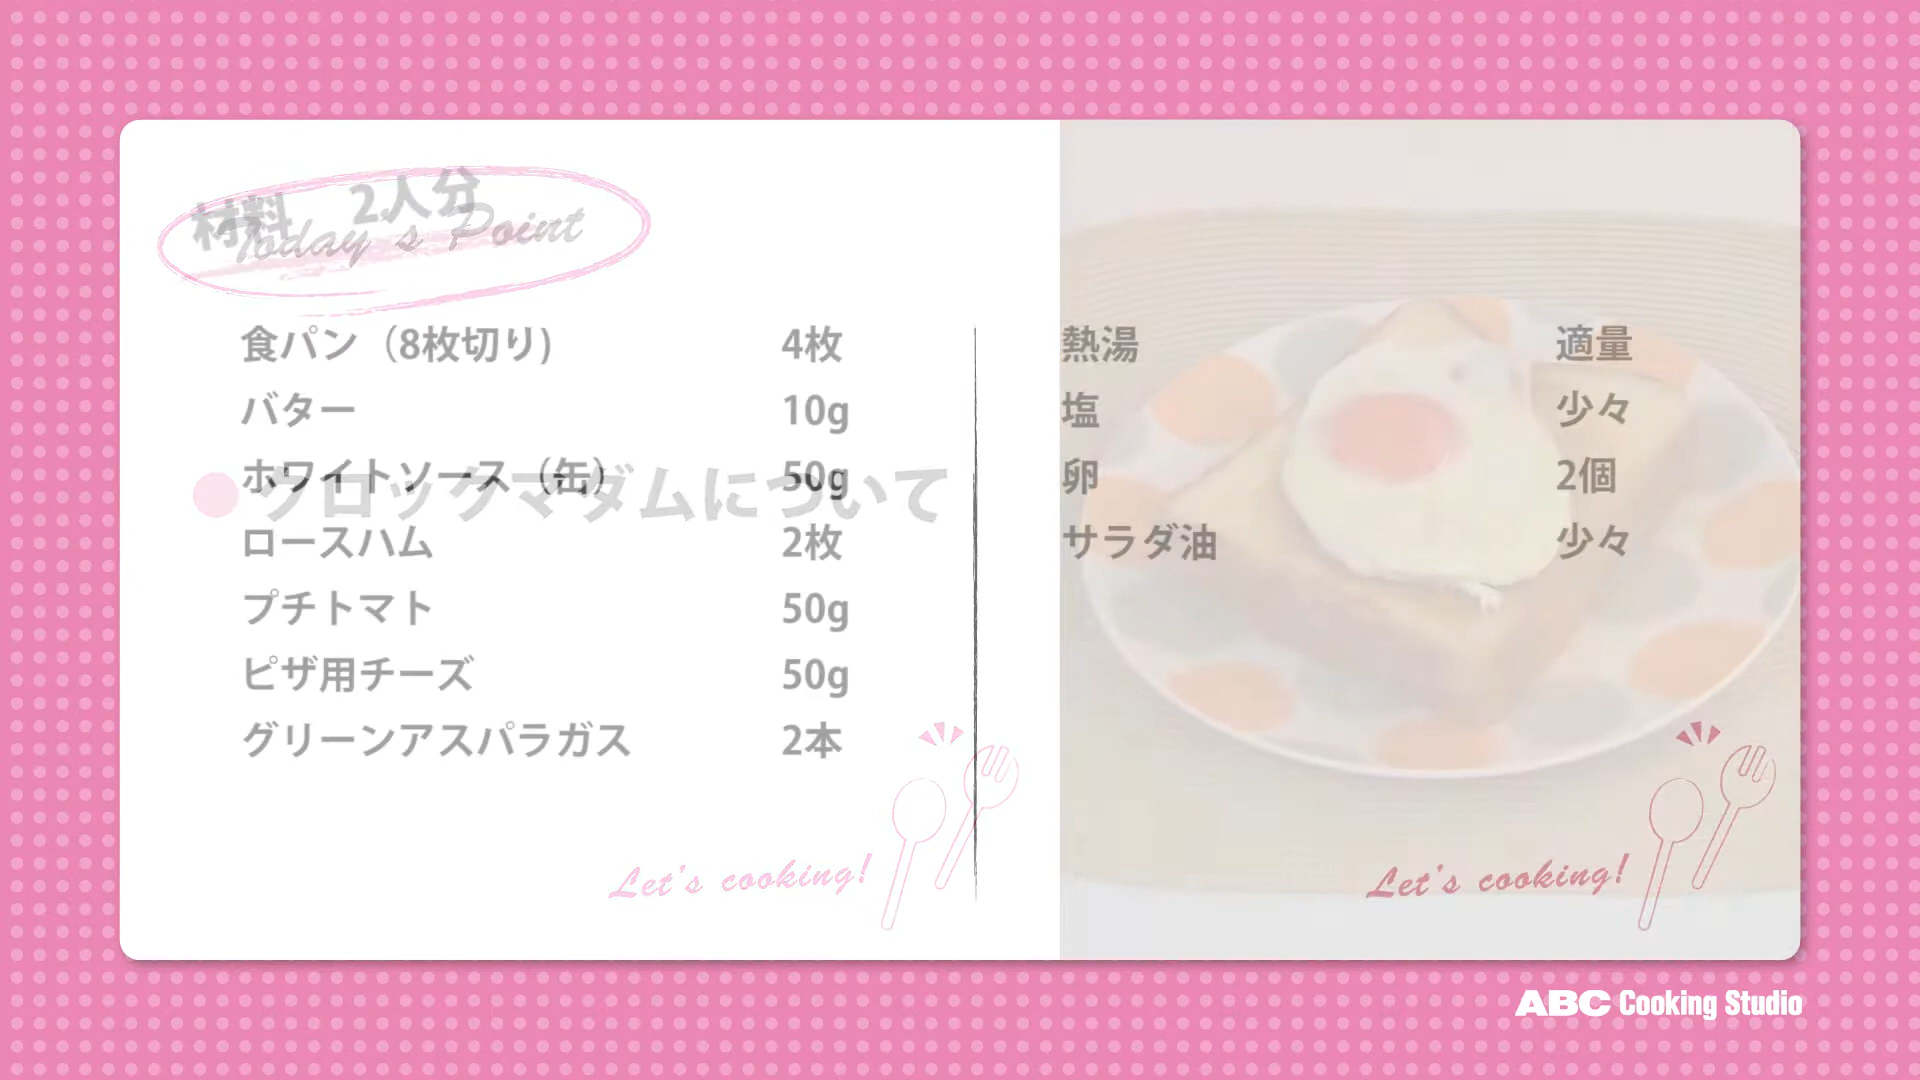 材料 2人分
Today's Point
食パン（8枚切り) 4枚
バター 10g
ホワイトソース（缶） 50g
ロースハム 2枚
プチトマト 50g
ピザ用チーズ 50g
グリーンアスパラガス 2本
熱湯 適量
塩 少々
卵 2個
サラダ油 少々
クロックマダムについて
Let's cooking!
Let's cooking!
ABC Cooking Studio